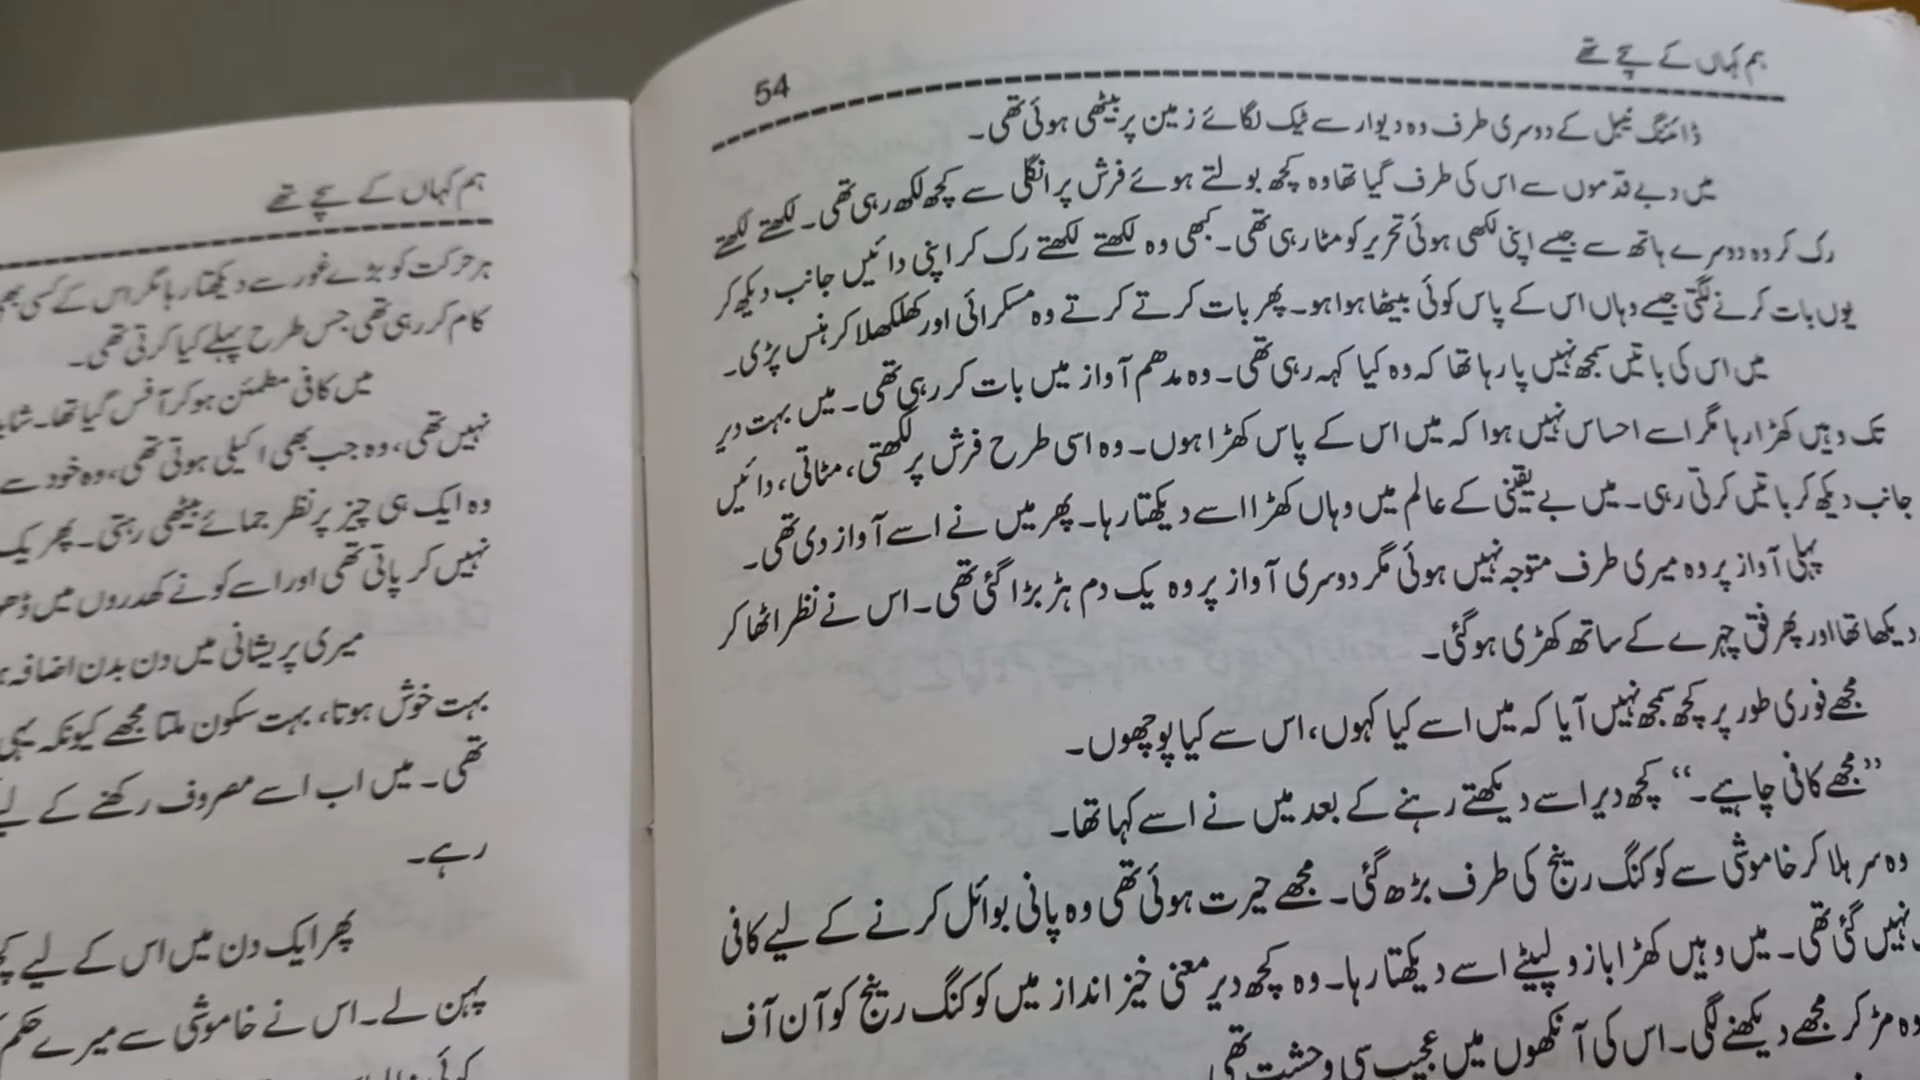 ہم کہاں کے سچے تھے
54
ڈائننگ ٹیبل کے دوسری طرف وہ دیوار سے ٹیک لگائے زمین پر بیٹھی ہوئی تھی۔
میں دبے قدموں سے اس کی طرف گیا تھا وہ کچھ بولتے ہوئے فرش پر انگلی سے کچھ لکھ رہی تھی۔ لکھتے لکھتے
رک کر وہ دوسرے ہاتھ سے جیسے اپنی لکھی ہوئی تحریر کو مٹا رہی تھی۔ کبھی وہ لکھتے لکھتے رک کر اپنی دائیں جانب دیکھ کر
یوں بات کرنے لگتی جیسے وہاں اس کے پاس کوئی بیٹھا ہوا ہو۔ پھر بات کرتے کرتے وہ مسکرائی اور کھلکھلا کر ہنس پڑی۔
میں اس کی باتیں سمجھ نہیں پا رہا تھا کہ وہ کیا کہہ رہی تھی۔ وہ مدھم آواز میں بات کر رہی تھی۔ میں بہت دیر
تک وہیں کھڑا رہا مگر اسے احساس نہیں ہوا کہ میں اس کے پاس کھڑا ہوں۔ وہ اسی طرح فرش پر لکھتی، مٹاتی، دائیں
جانب دیکھ کر باتیں کرتی رہی۔ میں بے یقینی کے عالم میں وہاں کھڑا اسے دیکھتا رہا۔ پھر میں نے اسے آواز دی تھی۔
پہلی آواز پر وہ میری طرف متوجہ نہیں ہوئی مگر دوسری آواز پر وہ یک دم ہڑبڑا گئی تھی۔ اس نے نظر اٹھا کر
دیکھا تھا اور پھر فق چہرے کے ساتھ کھڑی ہو گئی۔
مجھے فوری طور پر کچھ سمجھ نہیں آیا کہ میں اسے کیا کہوں، اس سے کیا پوچھوں۔
”مجھے کافی چاہیے۔“ کچھ دیر اسے دیکھتے رہنے کے بعد میں نے اسے کہا تھا۔
وہ سر ہلا کر خاموشی سے کوکنگ رینج کی طرف بڑھ گئی۔ مجھے حیرت ہوئی تھی وہ پانی بوائل کرنے کے لیے کافی
نہیں گئی تھی۔ میں وہیں کھڑا بازو لپیٹے اسے دیکھتا رہا۔ وہ کچھ دیر معنی خیز انداز میں کوکنگ رینج کو آن آف
وہ مڑ کر مجھے دیکھنے لگی۔ اس کی آنکھوں میں عجیب سی وحشت تھی
ہم کہاں کے سچے تھے
ہر حرکت کو بڑے غور سے دیکھتا رہا مگر اس کے کسی بھی
کام کر رہی تھی جس طرح پہلے کیا کرتی تھی۔
میں کافی مطمئن ہو کر آفس گیا تھا۔ شاید
نہیں تھی، وہ جب بھی اکیلی ہوتی تھی، وہ خود سے
وہ ایک ہی چیز پر نظر جمائے بیٹھی رہتی۔ پھر یک
نہیں کر پاتی تھی اور اسے کونے کھدروں میں
میری پریشانی میں دن بدن اضافہ
بہت خوش ہوتا، بہت سکون ملتا مجھے کیونکہ یہی
تھی۔ میں اب اسے مصروف رکھنے کے لیے
رہے۔
پھر ایک دن میں اس کے لیے
پہن لے۔ اس نے خاموشی سے میرے حکم
کوئی